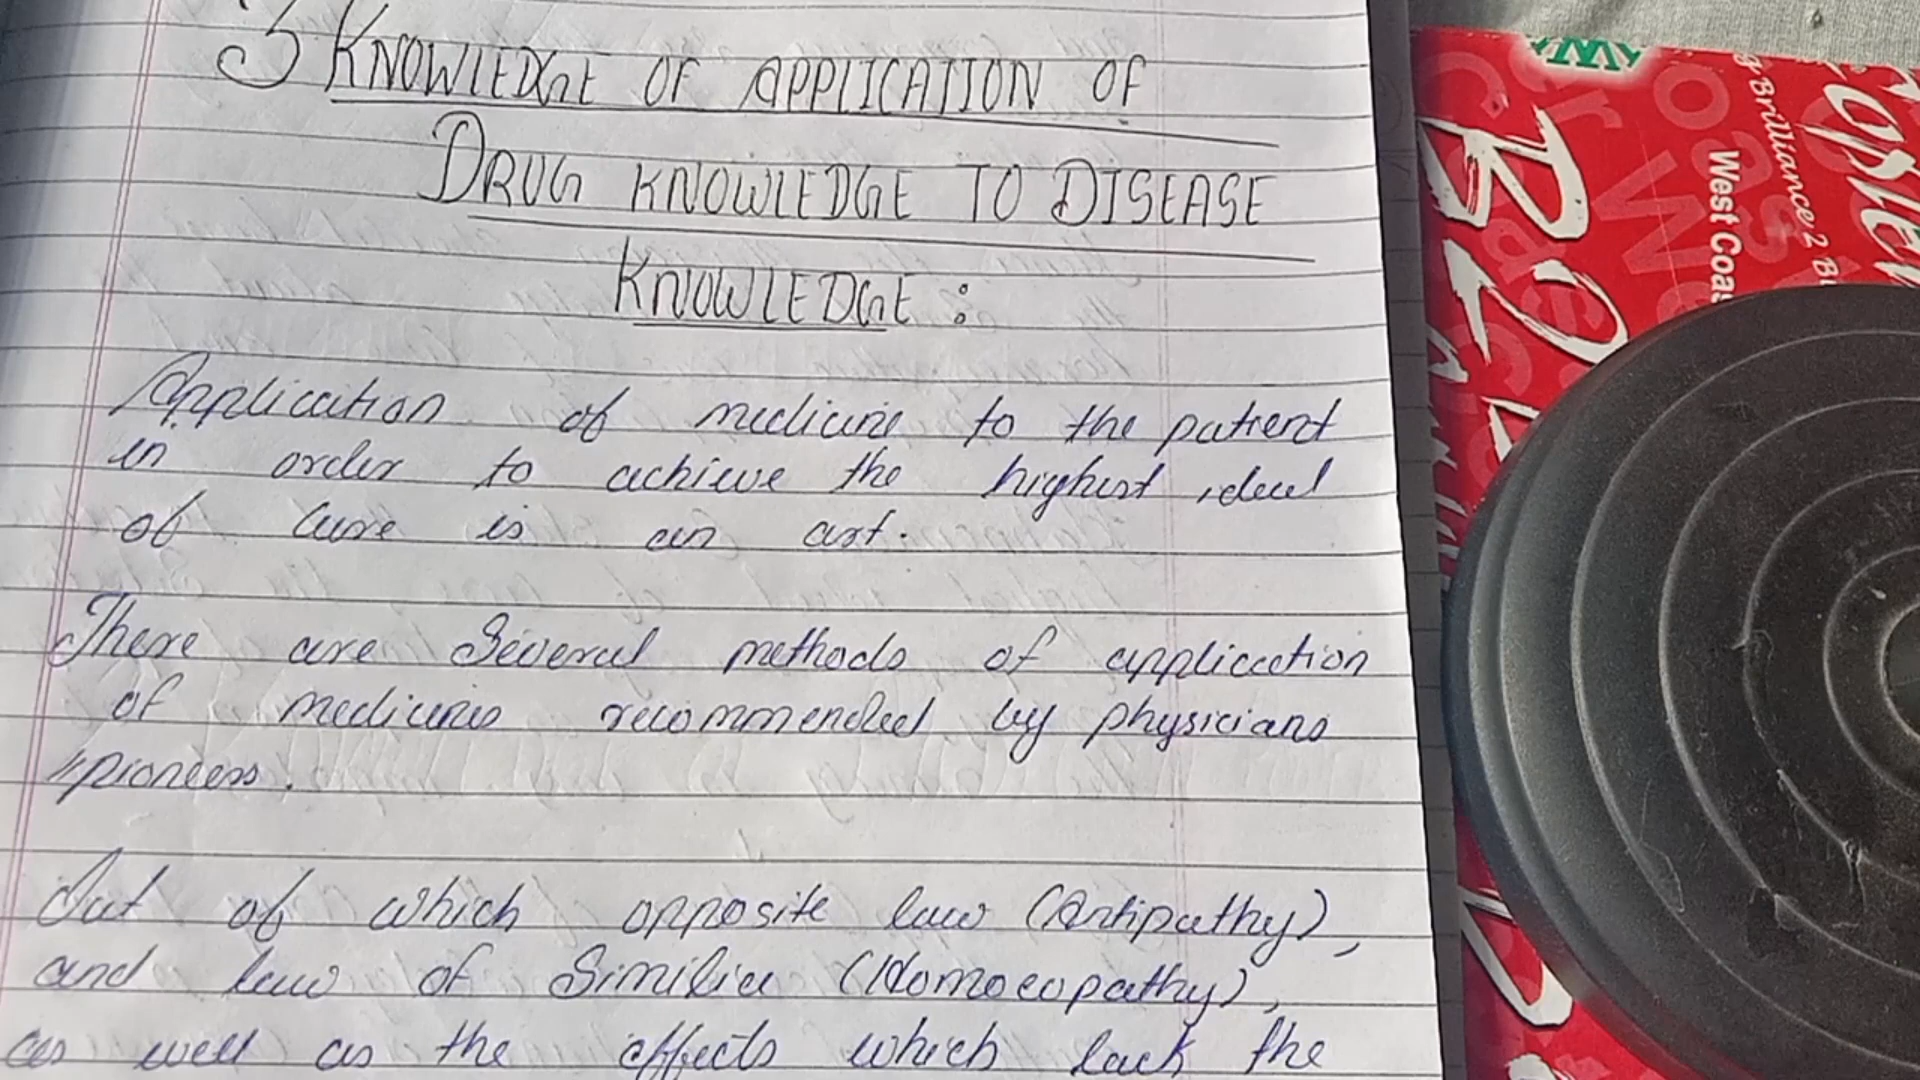 3 KNOWLEDGE OF APPLICATION OF
DRUG KNOWLEDGE TO DISEASE
KNOWLEDGE :
Application of medicine to the patient
in order to achieve the highest ideal
of cure is an art.
There are Several methods of application
of medicines recommended by physicians
pioneers.
Out of which opposite law (Antipathy),
and law of Similia (Homoeopathy),
as well as the effects which lack the
Brilliance 2
West Coas